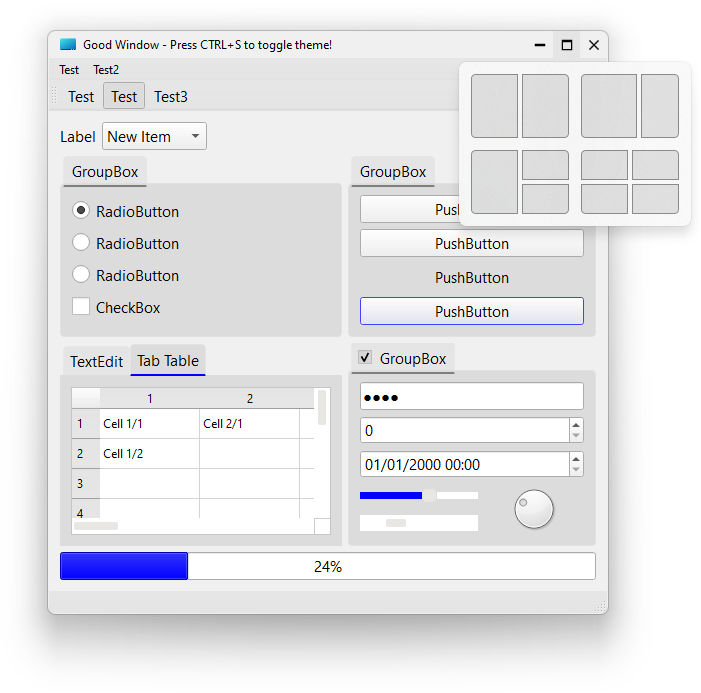 Good Window - Press CTRL+S to toggle theme!
Test Test2
Test Test Test3
Label New Item
GroupBox
RadioButton
RadioButton
RadioButton
CheckBox
GroupBox
PushButton
PushButton
PushButton
TextEdit Tab Table
1 2
1 Cell 1/1 Cell 2/1
2 Cell 1/2
3
4
GroupBox
0
01/01/2000 00:00
24%